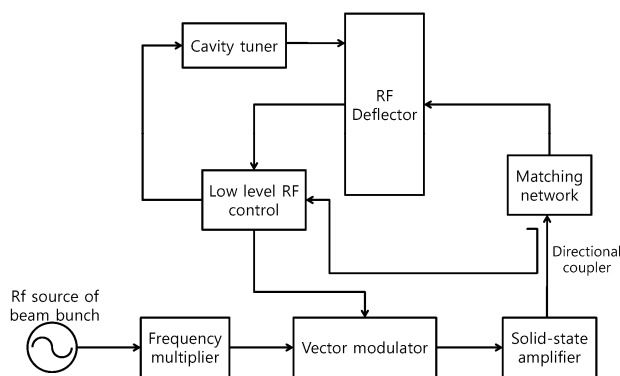 Cavity tuner
RF
Deflector
Low level RF
control
Matching
network
Directional
coupler
Rf source of
beam bunch
Frequency
multiplier
Vector modulator
Solid-state
amplifier